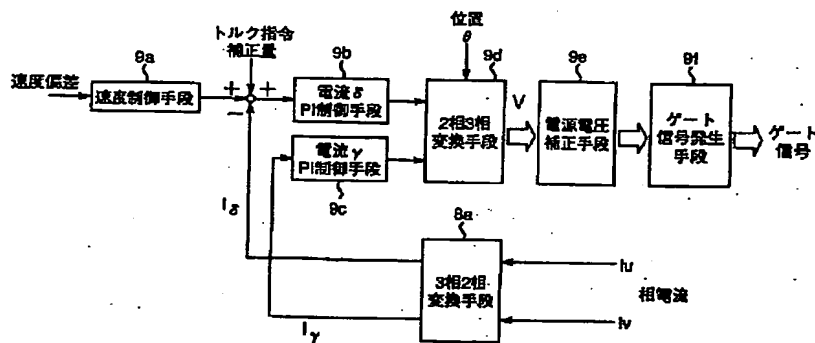 位置
θ
トルク指令
補正量
9a
9b
9d
9e
9f
速度偏差
速度制御手段
+
+
−
電流δ
PI制御手段
2相3相
変換手段
V
電源電圧
補正手段
ゲート
信号発生
手段
ゲート
信号
電流γ
PI制御手段
9c
Iδ
8a
3相2相
変換手段
Iu
相電流
Iv
Iγ